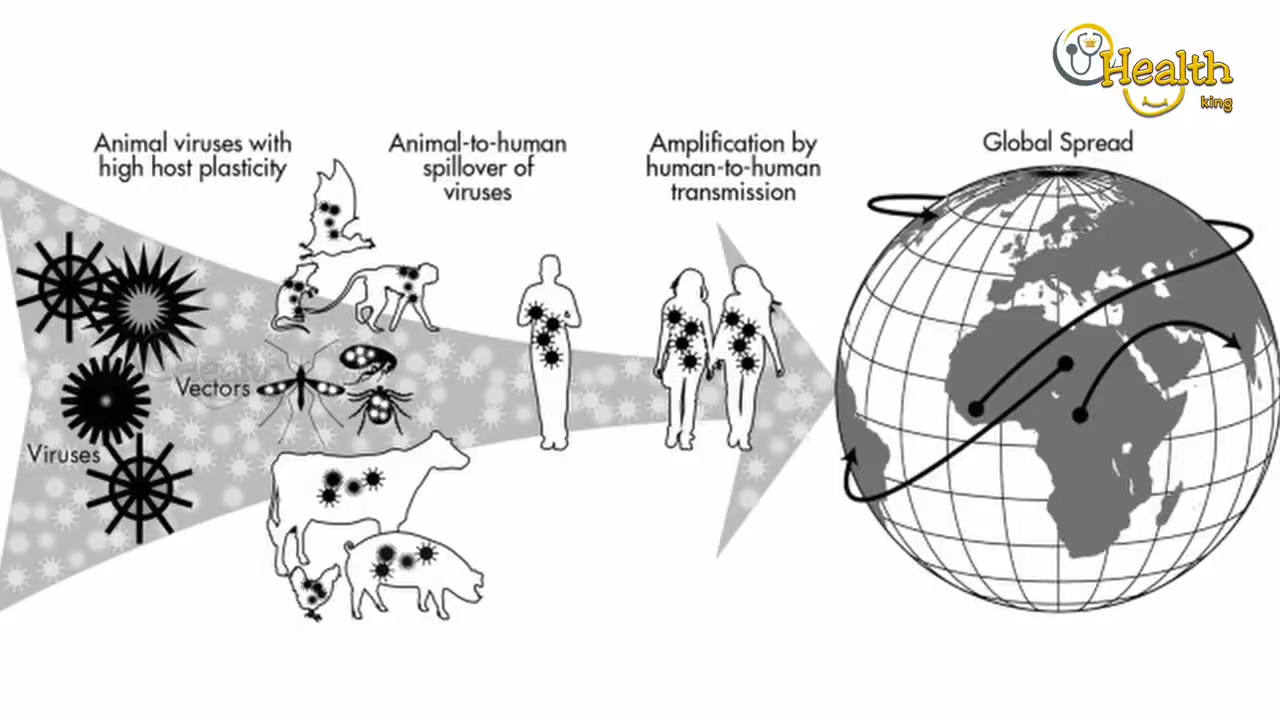 Health
king
Animal viruses with
high host plasticity
Animal-to-human
spillover of
viruses
Amplification by
human-to-human
transmission
Global Spread
Vectors
Viruses